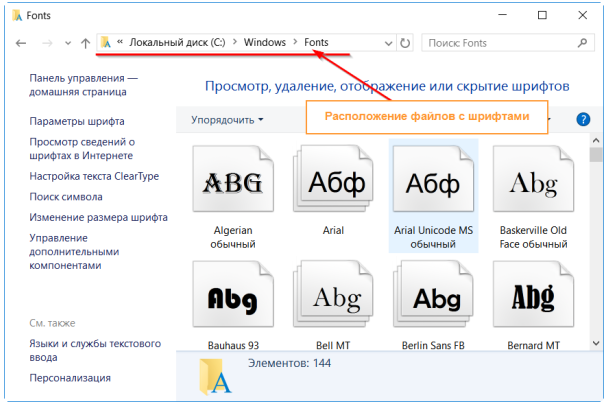 Fonts
« Локальный диск (C:) > Windows > Fonts
Поиск: Fonts
Панель управления —
домашняя страница
Параметры шрифта
Просмотр сведений о
шрифтах в Интернете
Настройка текста ClearType
Поиск символа
Изменение размера шрифта
Управление
дополнительными
компонентами
См. также
Языки и службы текстового
ввода
Персонализация
Просмотр, удаление, отображение или скрытие шрифтов
Упорядочить
Расположение файлов с шрифтами
?
ABG
Абф
Абф
Abg
Algerian
обычный
Arial
Arial Unicode MS
обычный
Baskerville Old
Face обычный
Abg
Abg
Abg
Abg
Bauhaus 93
Bell MT
Berlin Sans FB
Bernard MT
Элементов: 144
A